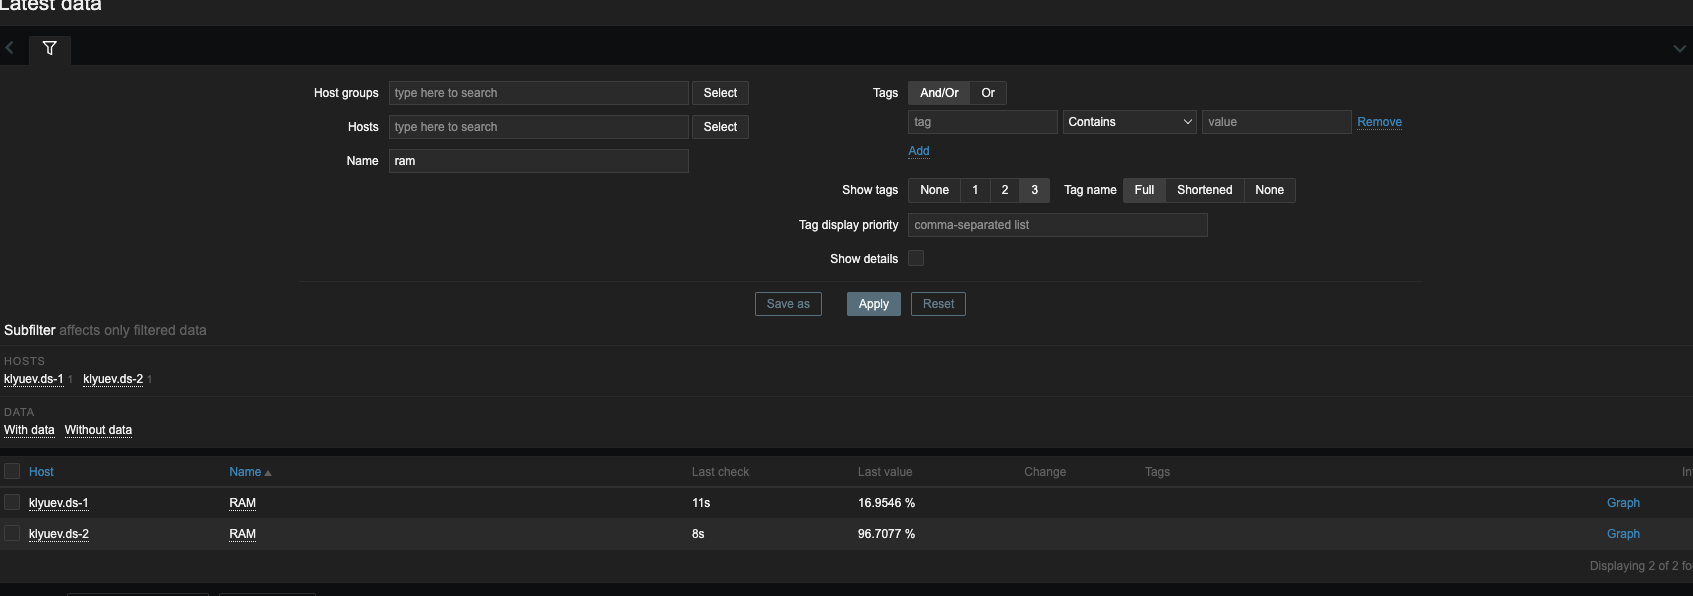 Latest data
Host groups type here to search Select Tags And/Or Or
Hosts type here to search Select tag Contains value Remove
Name ram Add
Show tags None 1 2 3 Tag name Full Shortened None
Tag display priority comma-separated list
Show details
Save as Apply Reset
Subfilter affects only filtered data
HOSTS
klyuev.ds-1 1 klyuev.ds-2 1
DATA
With data Without data
Host Name Last check Last value Change Tags
klyuev.ds-1 RAM 11s 16.9546 % Graph
klyuev.ds-2 RAM 8s 96.7077 % Graph
Displaying 2 of 2